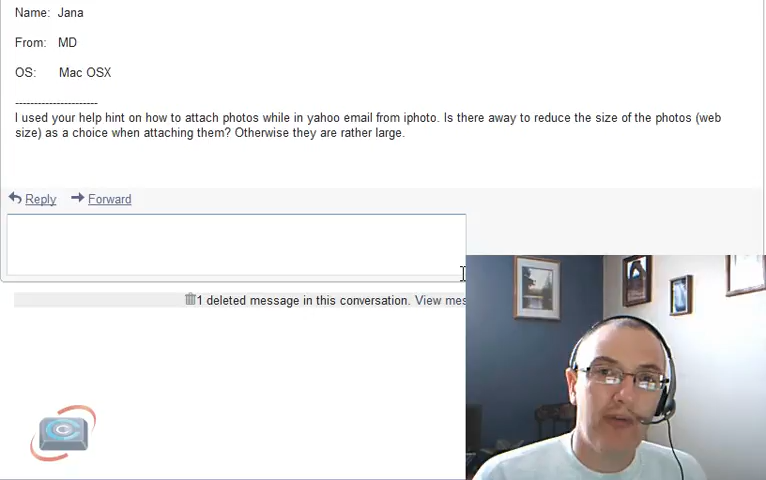 Name: Jana
From: MD
OS: Mac OSX
----------------------
I used your help hint on how to attach photos while in yahoo email from iphoto. Is there away to reduce the size of the photos (web
size) as a choice when attaching them? Otherwise they are rather large.
Reply Forward
1 deleted message in this conversation. View mes